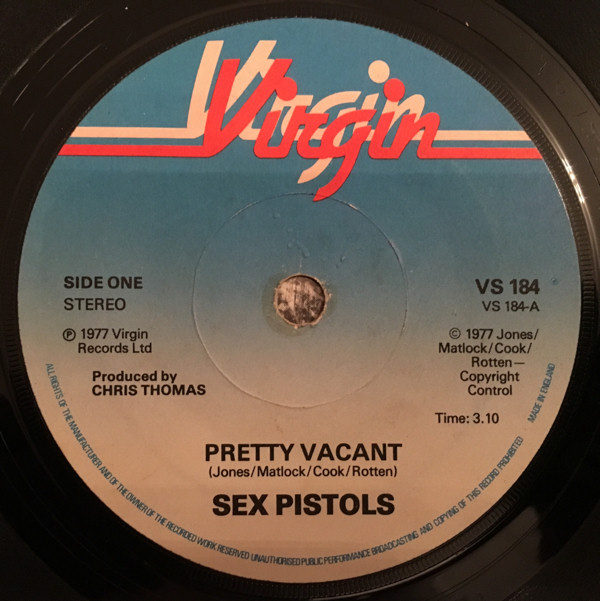 Virgin
SIDE ONE
STEREO
℗ 1977 Virgin
Records Ltd
Produced by
CHRIS THOMAS
VS 184
VS 184-A
© 1977 Jones/
Matlock/Cook/
Rotten—
Copyright
Control
Time: 3.10
PRETTY VACANT
(Jones/Matlock/Cook/Rotten)
SEX PISTOLS
ALL RIGHTS OF THE MANUFACTURER AND OF THE OWNER OF THE RECORDED WORK RESERVED UNAUTHORISED PUBLIC PERFORMANCE BROADCASTING AND COPYING OF THIS RECORD PROHIBITED MADE IN ENGLAND